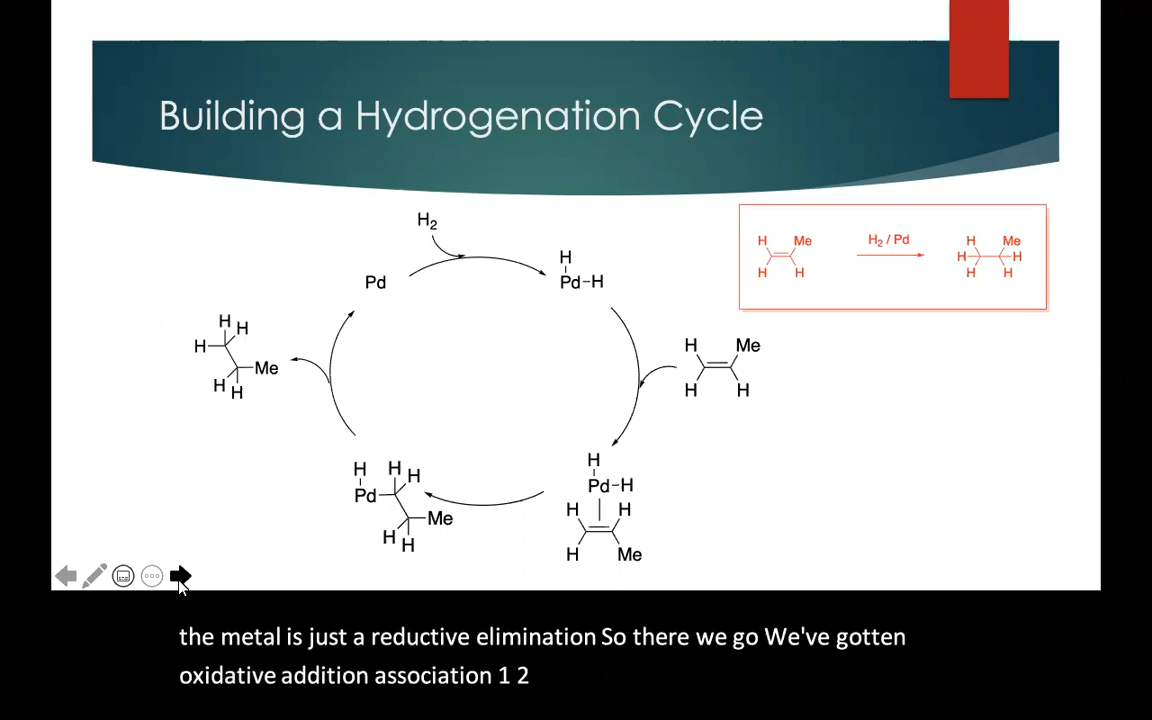 Building a Hydrogenation Cycle
H2
H
Pd-H
Pd
H Me
H H
H2 / Pd
H Me
H H
H H
H H
H Me
H H
H Me
H H
H
Pd-H
H H
H Me
H H H
Pd Me
H H
the metal is just a reductive elimination So there we go We've gotten
oxidative addition association 1 2